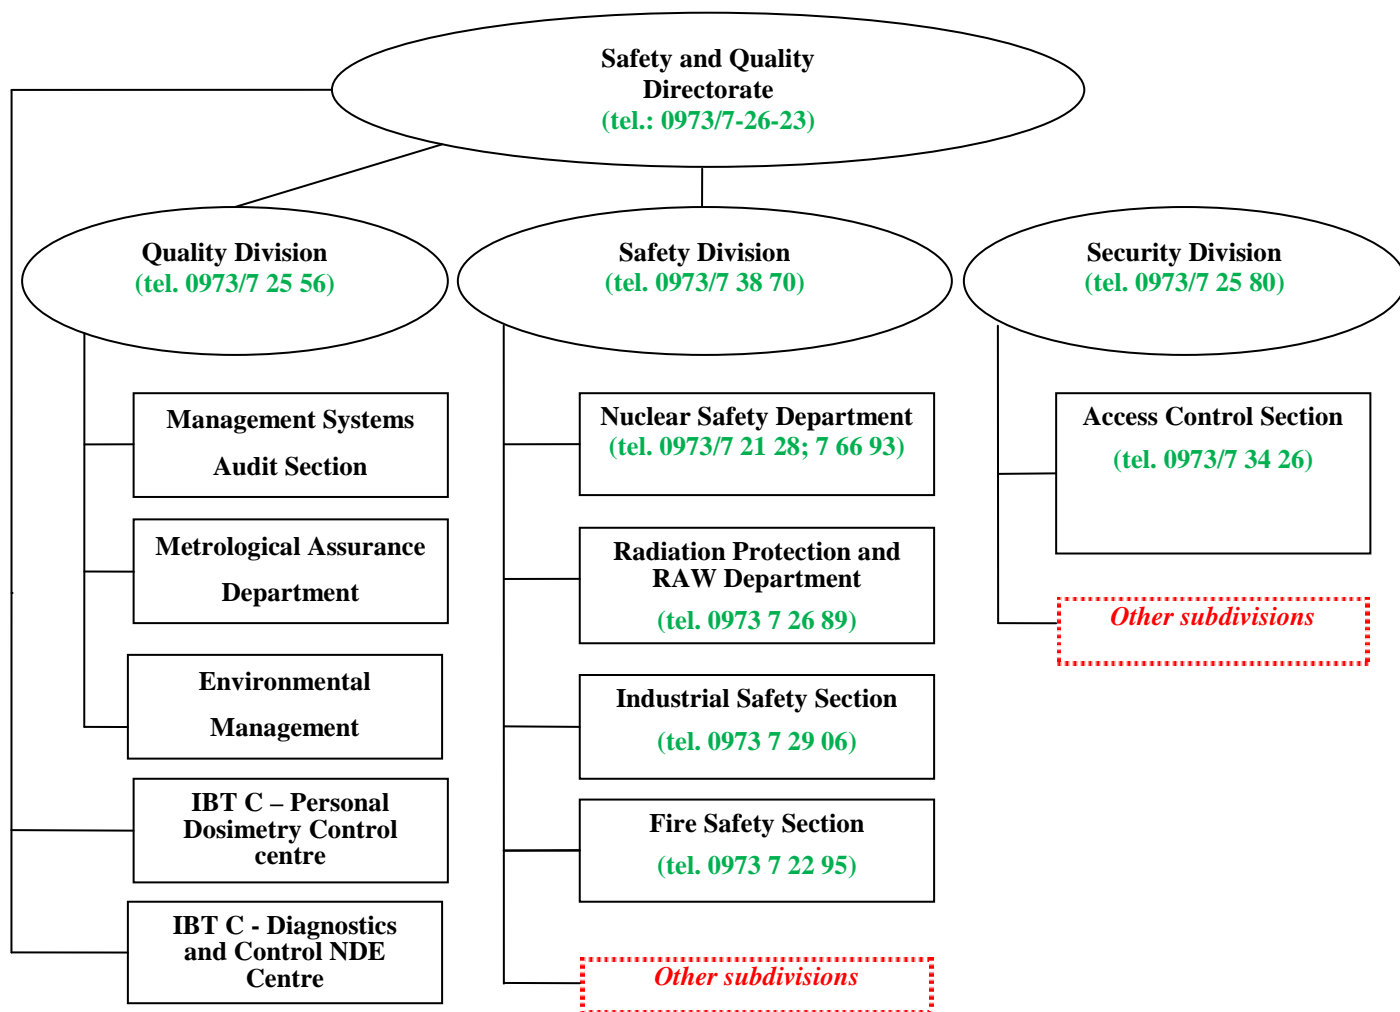 Safety and Quality
Directorate
(tel.: 0973/7-26-23)
Quality Division
(tel. 0973/7 25 56)
Safety Division
(tel. 0973/7 38 70)
Security Division
(tel. 0973/7 25 80)
Management Systems
Audit Section
Metrological Assurance
Department
Environmental
Management
IBT C – Personal
Dosimetry Control
centre
IBT C - Diagnostics
and Control NDE
Centre
Nuclear Safety Department
(tel. 0973/7 21 28; 7 66 93)
Radiation Protection and
RAW Department
(tel. 0973 7 26 89)
Industrial Safety Section
(tel. 0973 7 29 06)
Fire Safety Section
(tel. 0973 7 22 95)
Other subdivisions
Access Control Section
(tel. 0973/7 34 26)
Other subdivisions